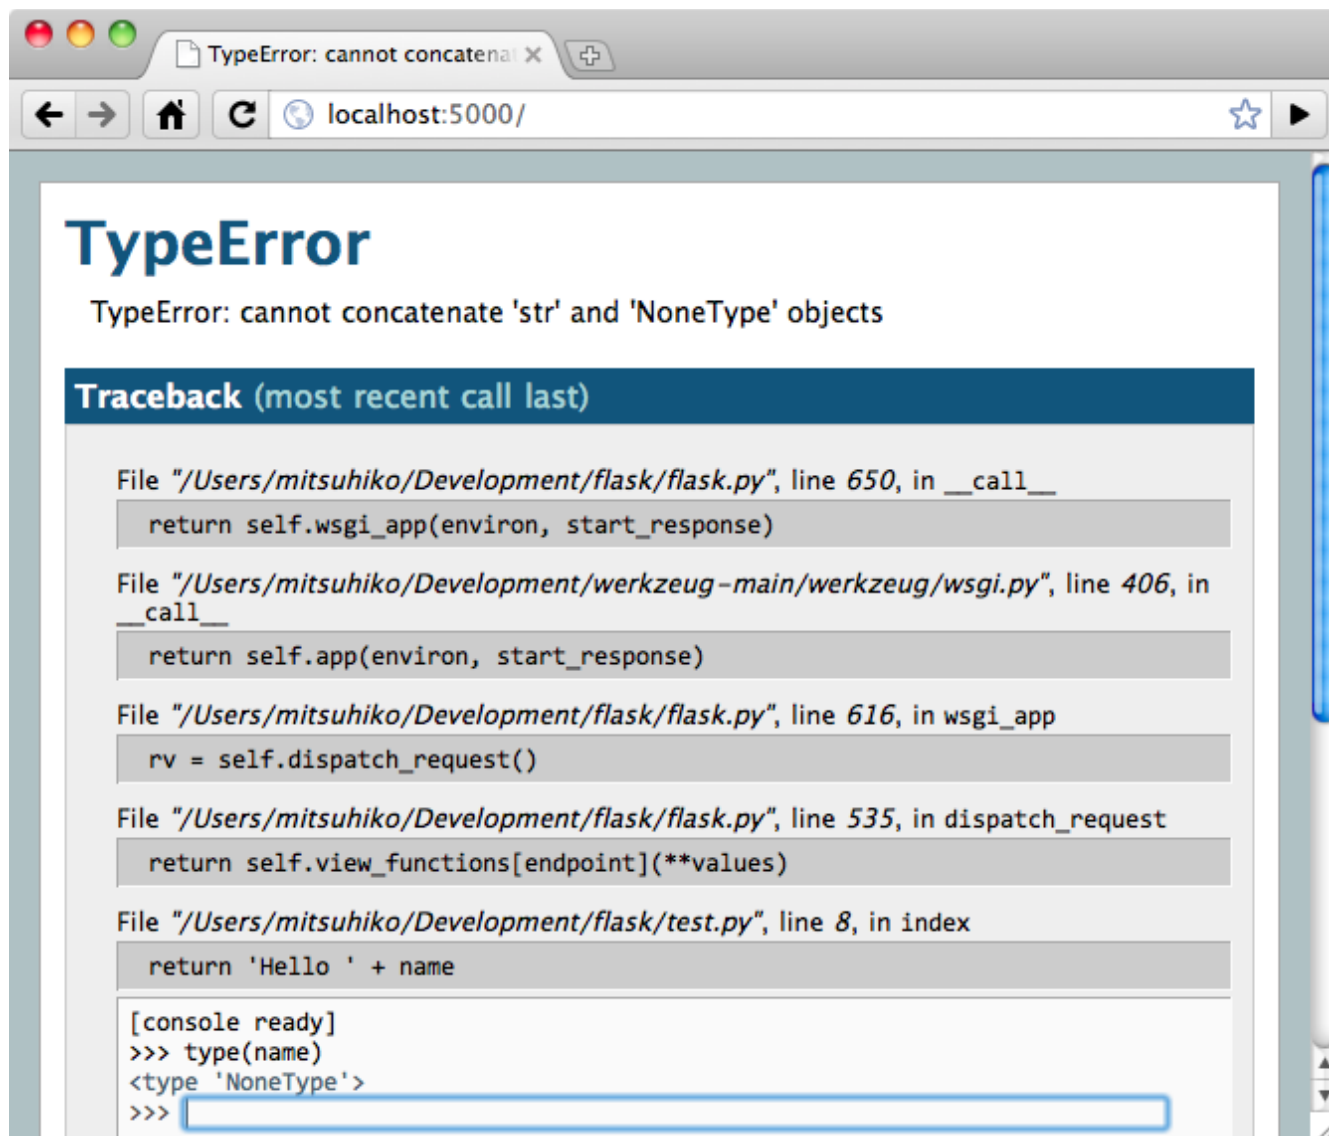 TypeError: cannot concatenat
localhost:5000/
TypeError
TypeError: cannot concatenate 'str' and 'NoneType' objects
Traceback (most recent call last)
File "/Users/mitsuhiko/Development/flask/flask.py", line 650, in __call__
return self.wsgi_app(environ, start_response)
File "/Users/mitsuhiko/Development/werkzeug-main/werkzeug/wsgi.py", line 406, in
__call__
return self.app(environ, start_response)
File "/Users/mitsuhiko/Development/flask/flask.py", line 616, in wsgi_app
rv = self.dispatch_request()
File "/Users/mitsuhiko/Development/flask/flask.py", line 535, in dispatch_request
return self.view_functions[endpoint](**values)
File "/Users/mitsuhiko/Development/flask/test.py", line 8, in index
return 'Hello ' + name
[console ready]
>>> type(name)
<type 'NoneType'>
>>>